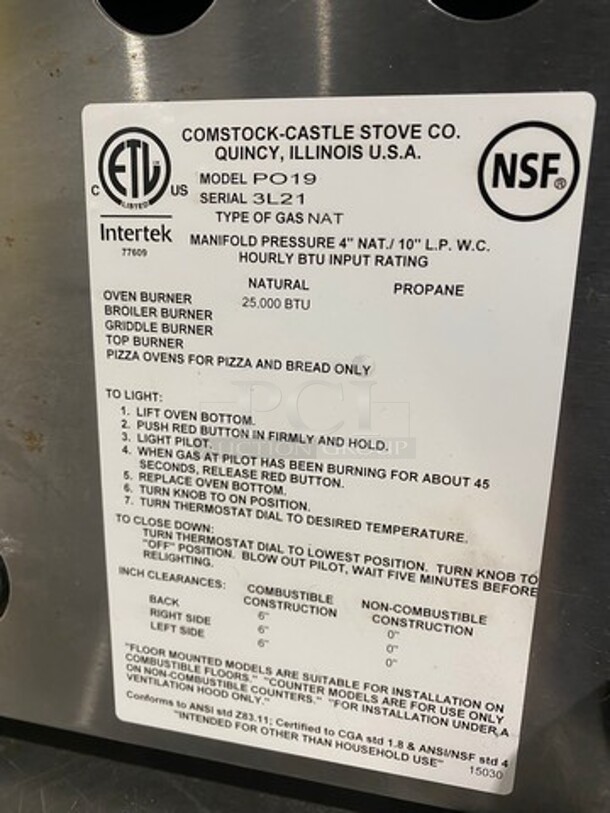 COMSTOCK-CASTLE STOVE CO.
QUINCY, ILLINOIS U.S.A.
C ETL US
LISTED
Intertek
77609
MODEL PO19
SERIAL 3L21
TYPE OF GAS NAT
NSF®
MANIFOLD PRESSURE 4" NAT./ 10" L.P. W.C.
HOURLY BTU INPUT RATING
NATURAL PROPANE
OVEN BURNER 25,000 BTU
BROILER BURNER
GRIDDLE BURNER
TOP BURNER
PIZZA OVENS FOR PIZZA AND BREAD ONLY
PCI
AUCTION GROUP
TO LIGHT:
1. LIFT OVEN BOTTOM.
2. PUSH RED BUTTON IN FIRMLY AND HOLD.
3. LIGHT PILOT.
4. WHEN GAS AT PILOT HAS BEEN BURNING FOR ABOUT 45
SECONDS, RELEASE RED BUTTON.
5. REPLACE OVEN BOTTOM.
6. TURN KNOB TO ON POSITION.
7. TURN THERMOSTAT DIAL TO DESIRED TEMPERATURE.
TO CLOSE DOWN:
TURN THERMOSTAT DIAL TO LOWEST POSITION. TURN KNOB TO
"OFF" POSITION. BLOW OUT PILOT, WAIT FIVE MINUTES BEFORE
RELIGHTING.
INCH CLEARANCES: COMBUSTIBLE NON-COMBUSTIBLE
CONSTRUCTION CONSTRUCTION
BACK 6" 0"
RIGHT SIDE 6" 0"
LEFT SIDE 6" 0"
"FLOOR MOUNTED MODELS ARE SUITABLE FOR INSTALLATION ON
COMBUSTIBLE FLOORS." "COUNTER MODELS ARE FOR USE ONLY
ON NON-COMBUSTIBLE COUNTERS." "FOR INSTALLATION UNDER A
VENTILATION HOOD ONLY."
Conforms to ANSI std Z83.11; Certified to CGA std 1.8 & ANSI/NSF std 4
"INTENDED FOR OTHER THAN HOUSEHOLD USE" 15030